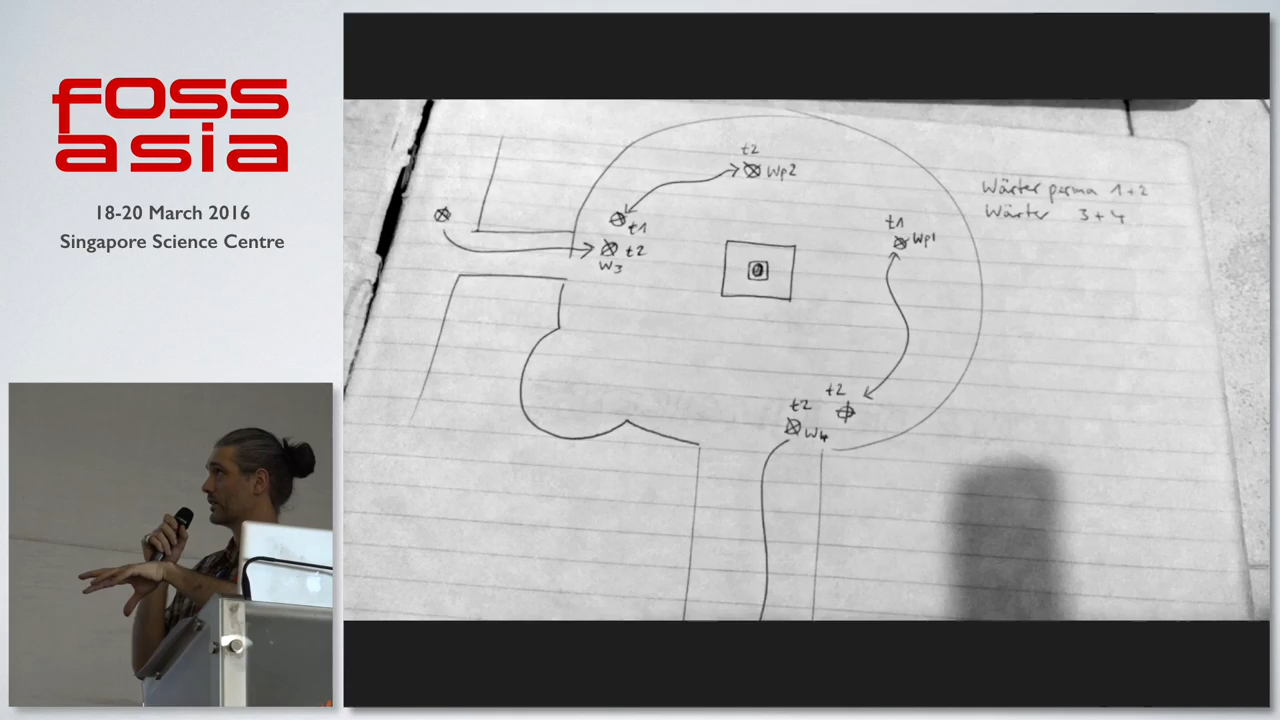 foss
asia
18-20 March 2016
Singapore Science Centre
t2
Wp2
Wärter perma 1+2
Wärter 3+4
t1
t1
Wp1
t2
W3
t2
t2
W4